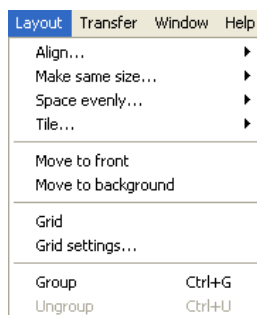 Layout Transfer Window Help
Align...
Make same size...
Space evenly...
Tile...
Move to front
Move to background
Grid
Grid settings...
Group Ctrl+G
Ungroup Ctrl+U